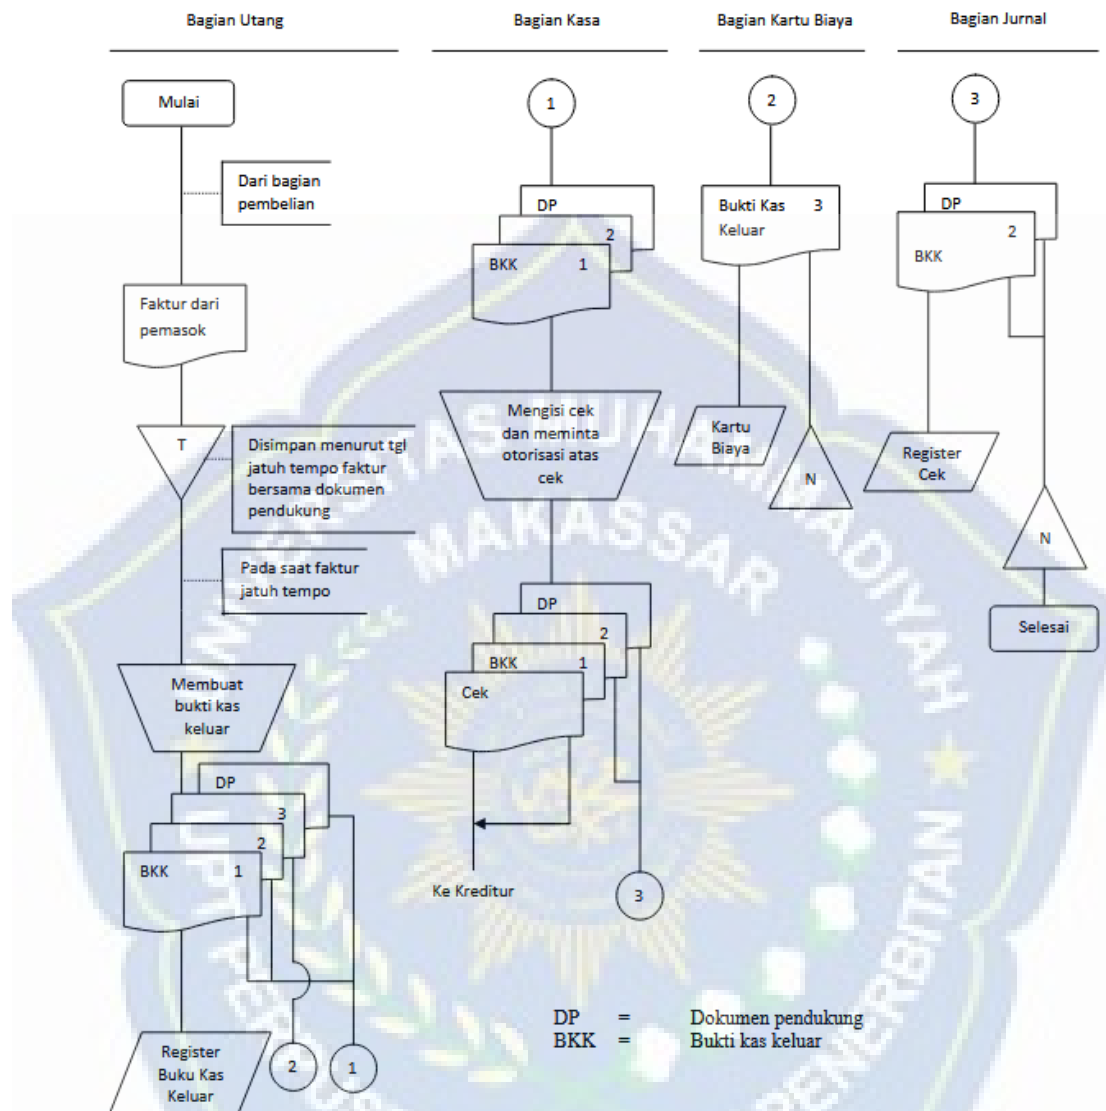 Bagian Utang
Bagian Kasa
Bagian Kartu Biaya
Bagian Jurnal
Mulai
Dari bagian
pembelian
Faktur dari
pemasok
T
Disimpan menurut tgl
jatuh tempo faktur
bersama dokumen
pendukung
Pada saat faktur
jatuh tempo
Membuat
bukti kas
keluar
DP
3
2
BKK 1
Register
Buku Kas
Keluar
2
1
1
DP
2
BKK 1
Mengisi cek
dan meminta
otorisasi atas
cek
DP
2
BKK 1
Cek
Ke Kreditur
3
2
Bukti Kas 3
Keluar
Kartu
Biaya
N
3
DP
2
BKK
Register
Cek
N
Selesai
DP = Dokumen pendukung
BKK = Bukti kas keluar
UNIVERSITAS MUHAMMADIYAH
MAKASSAR
PENERBITAN